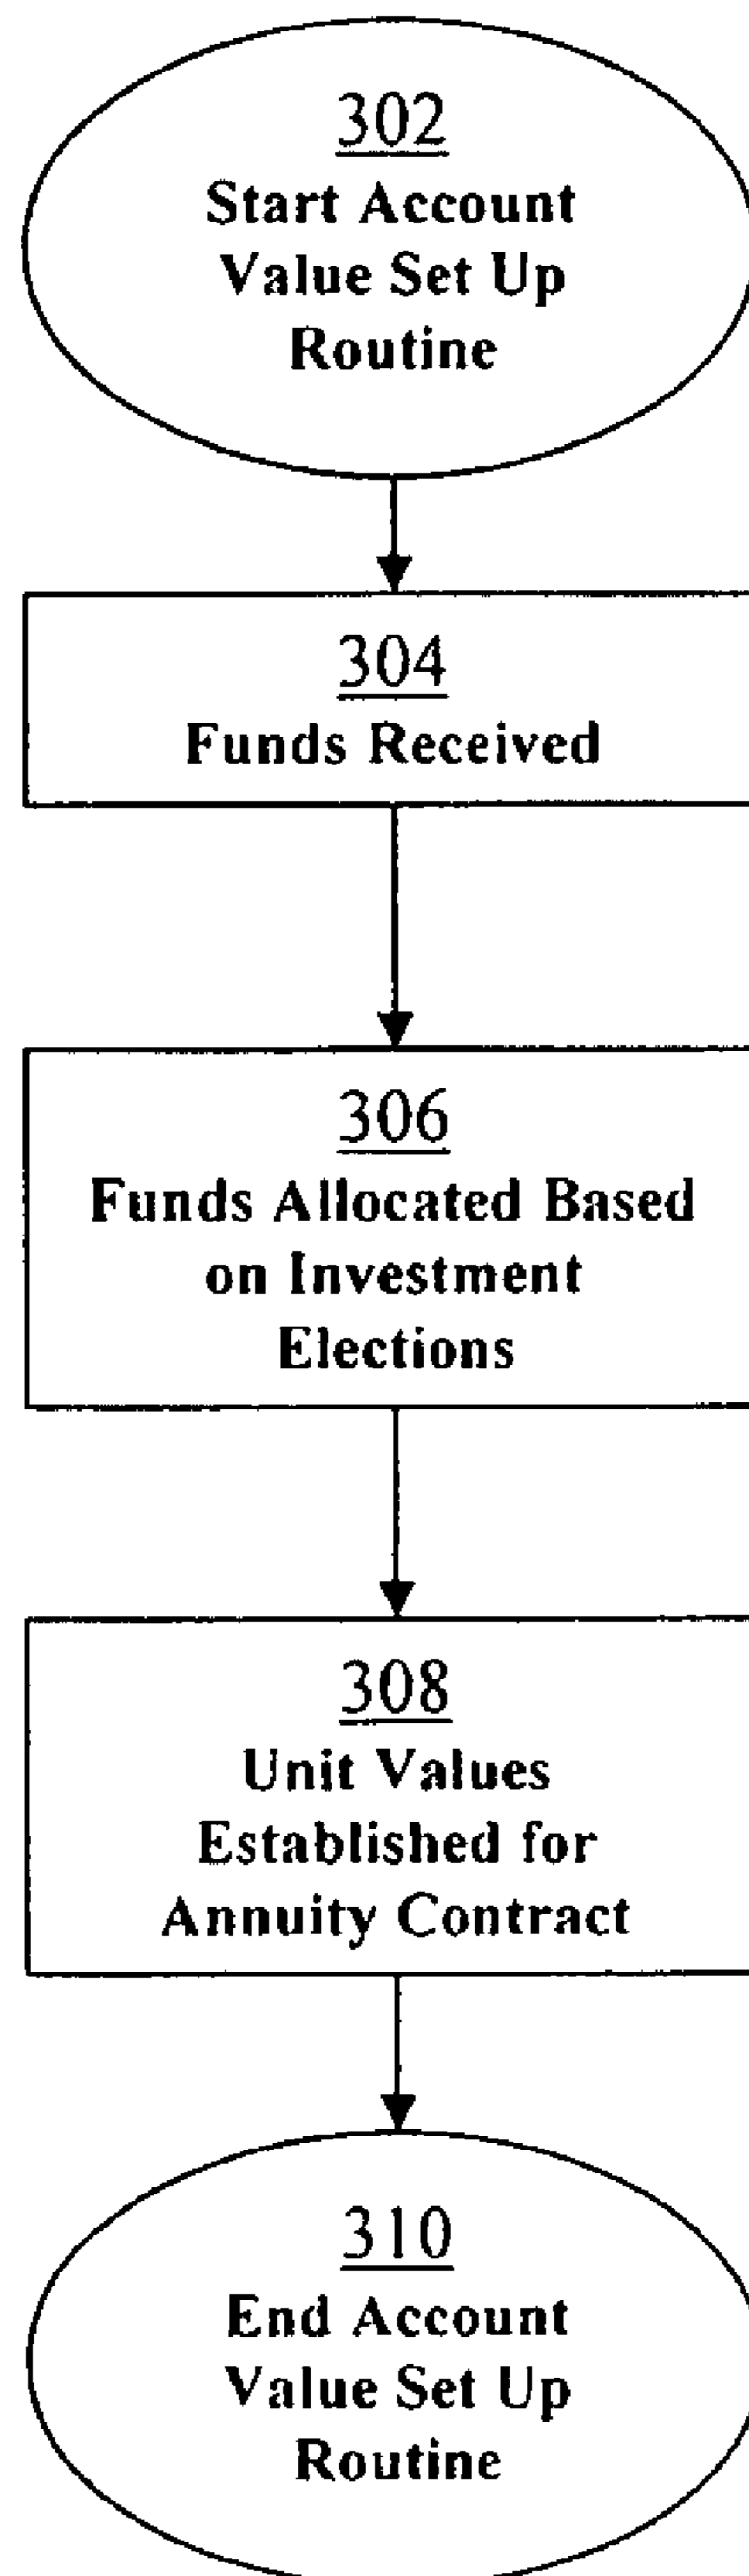 302
Start Account
Value Set Up
Routine
304
Funds Received
306
Funds Allocated Based
on Investment
Elections
308
Unit Values
Established for
Annuity Contract
310
End Account
Value Set Up
Routine